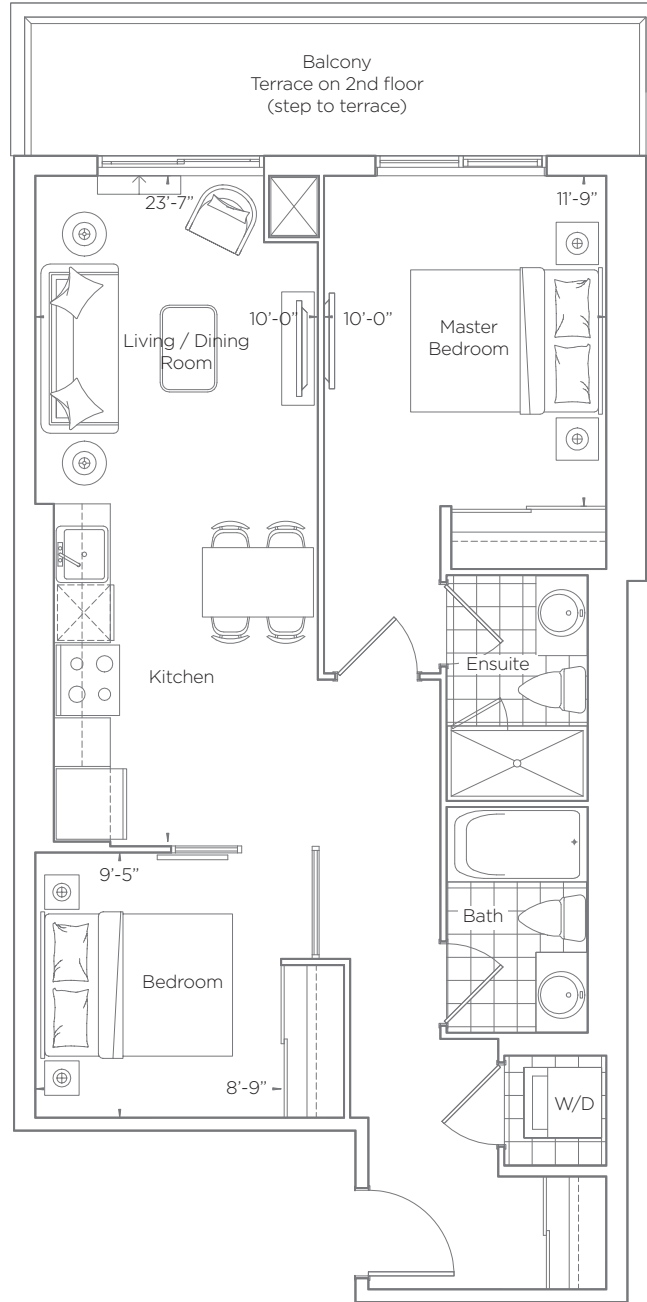 Balcony
Terrace on 2nd floor
(step to terrace)
23’-7”
11’-9”
Living / Dining
Room
10’-0”
10’-0”
Master
Bedroom
Kitchen
Ensuite
9’-5”
Bath
Bedroom
8’-9”
W/D